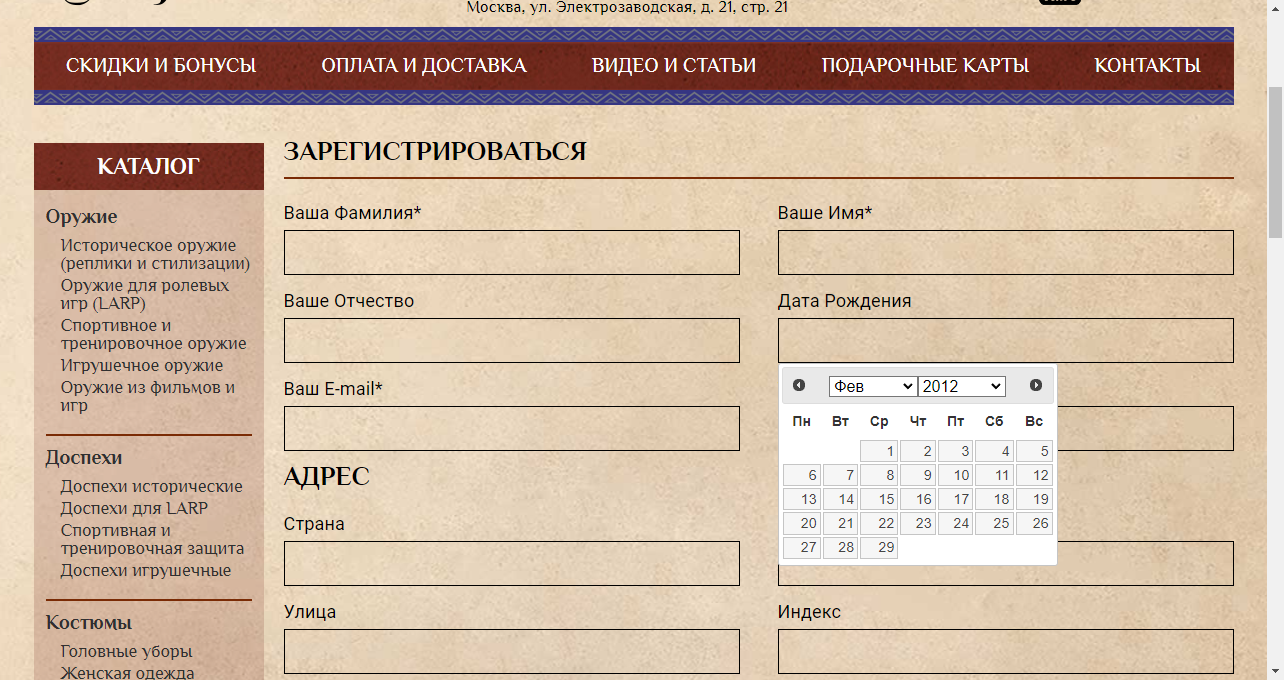 Москва, ул. Электрозаводская, д. 21, стр. 21
СКИДКИ И БОНУСЫ ОПЛАТА И ДОСТАВКА ВИДЕО И СТАТЬИ ПОДАРОЧНЫЕ КАРТЫ КОНТАКТЫ
КАТАЛОГ
Оружие
Историческое оружие
(реплики и стилизации)
Оружие для ролевых
игр (LARP)
Спортивное и
тренировочное оружие
Игрушечное оружие
Оружие из фильмов и
игр
Доспехи
Доспехи исторические
Доспехи для LARP
Спортивная и
тренировочная защита
Доспехи игрушечные
Костюмы
Головные уборы
Женская одежда
ЗАРЕГИСТРИРОВАТЬСЯ
Ваша Фамилия* Ваше Имя*
Ваше Отчество Дата Рождения
Ваш E-mail*
Фев 2012
Пн Вт Ср Чт Пт Сб Вс
1 2 3 4 5
6 7 8 9 10 11 12
13 14 15 16 17 18 19
20 21 22 23 24 25 26
27 28 29
АДРЕС
Страна
Улица Индекс